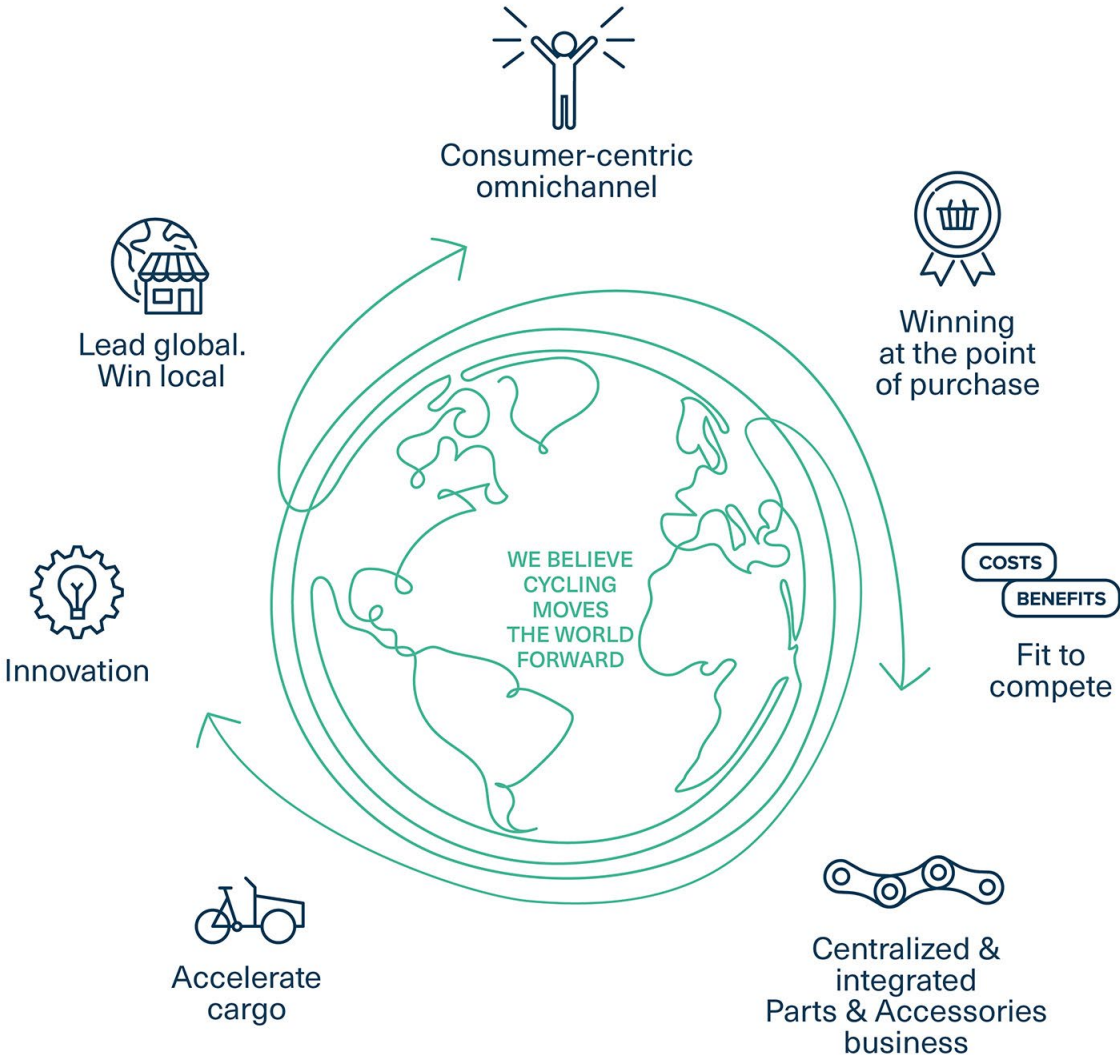 Consumer-centric
omnichannel
Winning
at the point
of purchase
COSTS
BENEFITS
Fit to
compete
Centralized &
integrated
Parts & Accessories
business
Accelerate
cargo
Innovation
Lead global.
Win local
WE BELIEVE
CYCLING
MOVES
THE WORLD
FORWARD